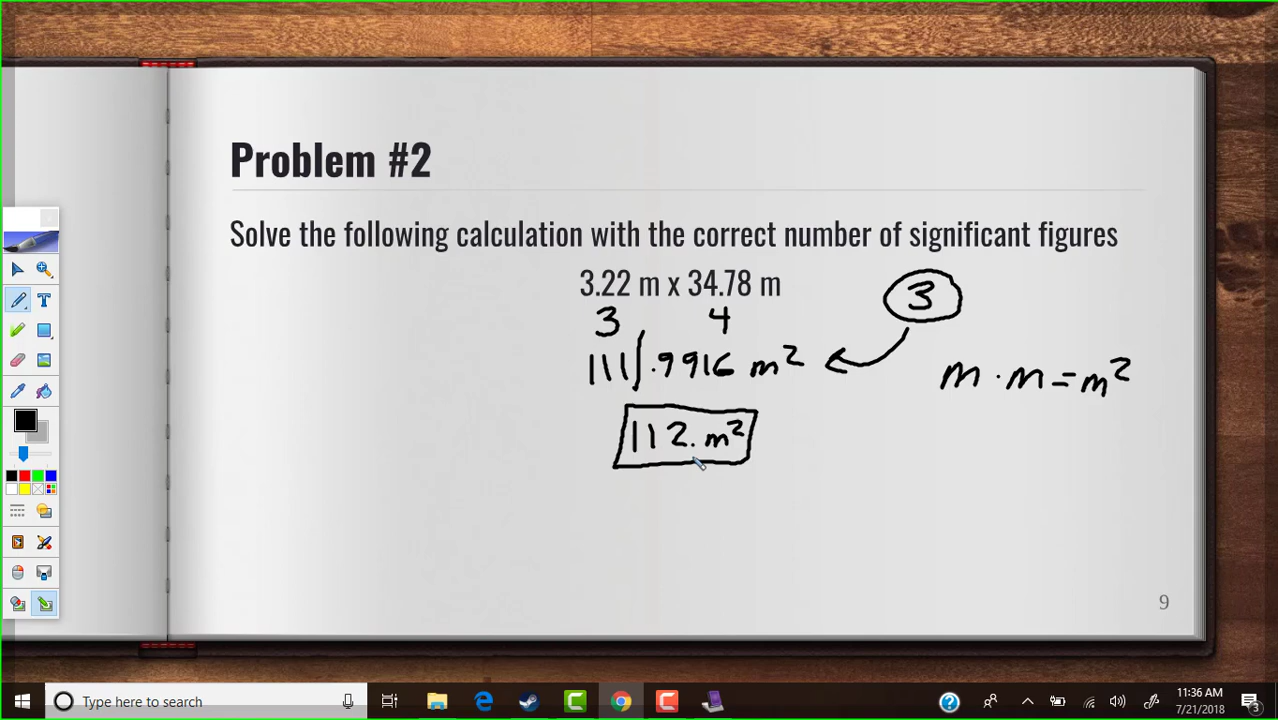 Problem #2
Solve the following calculation with the correct number of significant figures
3.22 m x 34.78 m
3
3 4
111.9916 m²
m · m = m²
112. m²
9
Type here to search
11:36 AM
7/21/2018
3